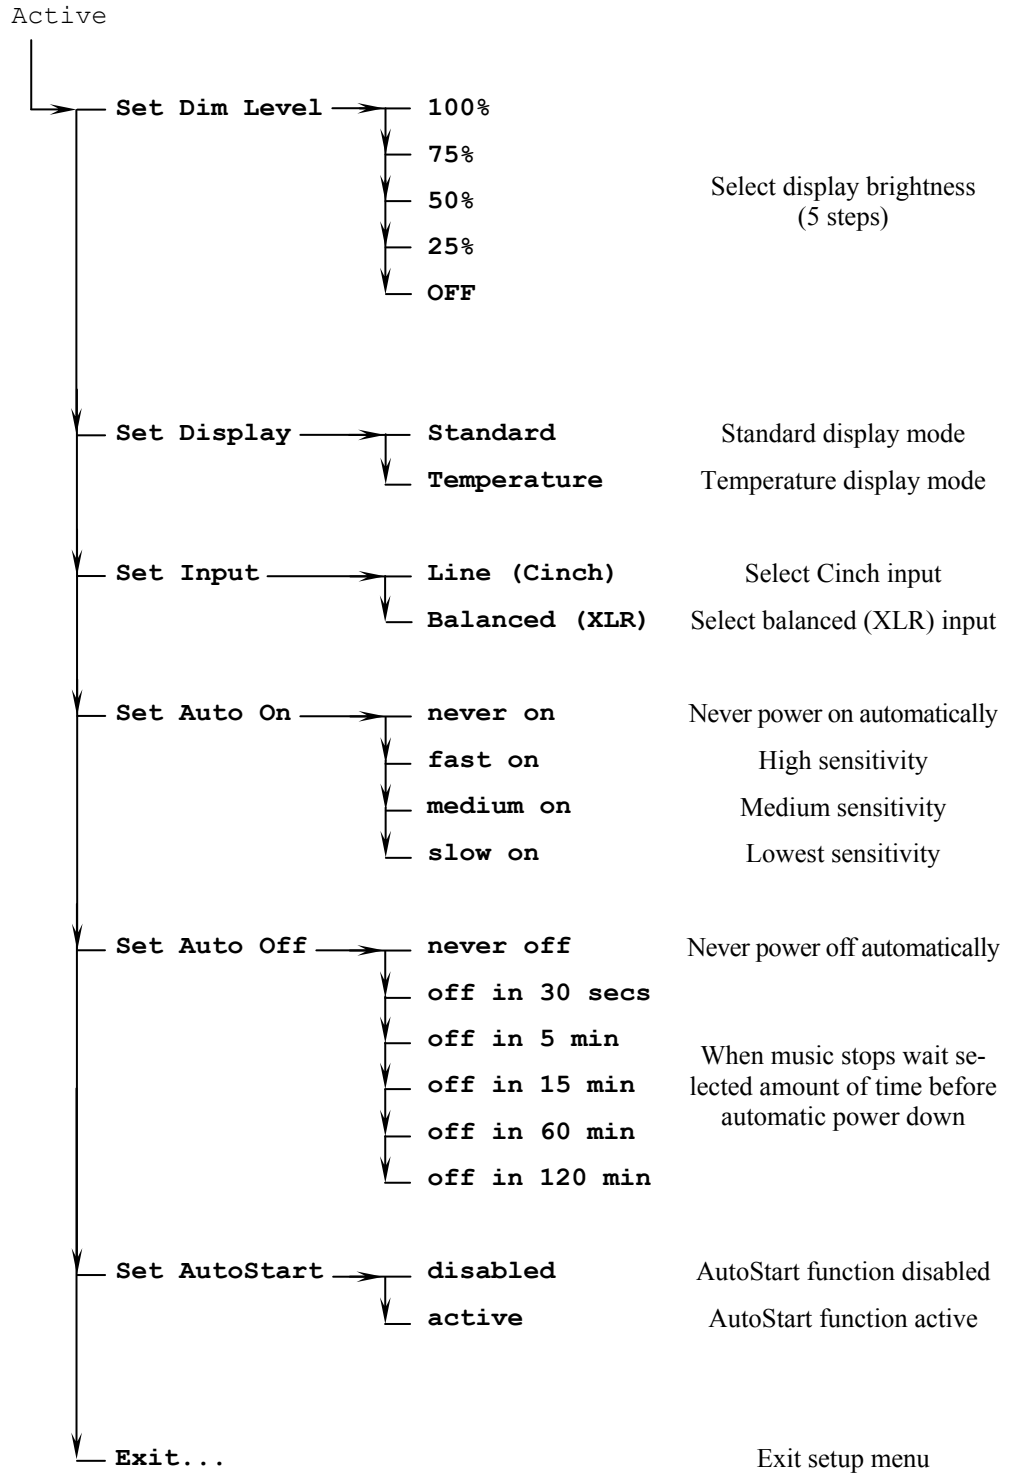 Active
Set Dim Level 100%
75%
Select display brightness
50%
(5 steps)
25%
OFF
Set Display Standard Standard display mode
Temperature Temperature display mode
Set Input Line (Cinch) Select Cinch input
Balanced (XLR) Select balanced (XLR) input
Set Auto On never on Never power on automatically
fast on High sensitivity
medium on Medium sensitivity
slow on Lowest sensitivity
Set Auto Off never off Never power off automatically
off in 30 secs
off in 5 min
When music stops wait se-
off in 15 min lected amount of time before
automatic power down
off in 60 min
off in 120 min
Set AutoStart disabled AutoStart function disabled
active AutoStart function active
Exit... Exit setup menu